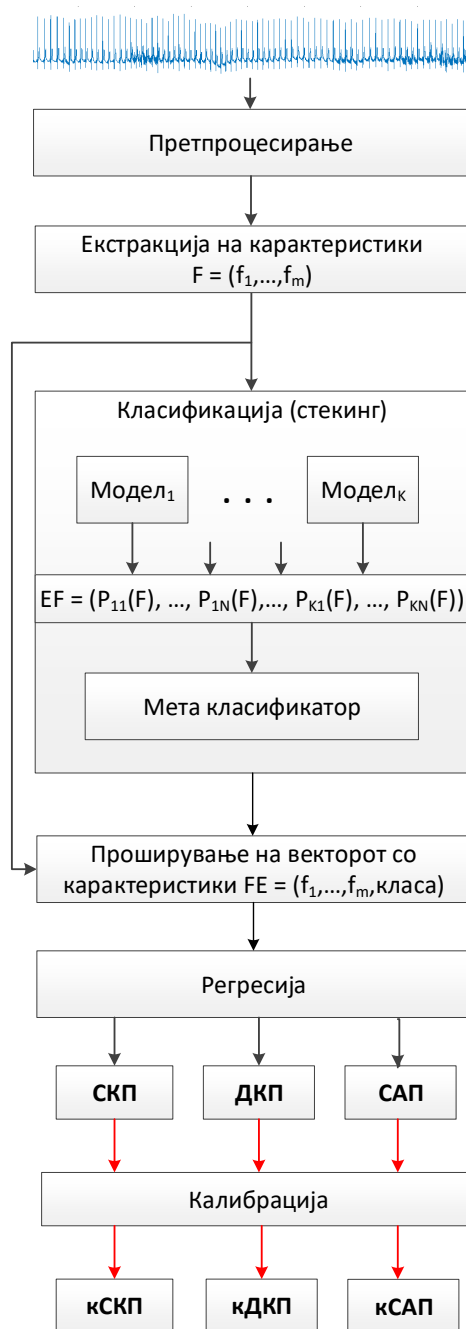 Претпроцесирање
Екстракција на карактеристики
F = (f₁,...,fₘ)
Класификација (стекинг)
Модел₁ . . . Моделₖ
EF = (P₁₁(F), ..., P₁N(F),..., PK₁(F), ..., PKN(F))
Мета класификатор
Проширување на векторот со
карактеристики FE = (f₁,...,fₘ,класа)
Регресија
СКП ДКП САП
Калибрација
кСКП кДКП кСАП